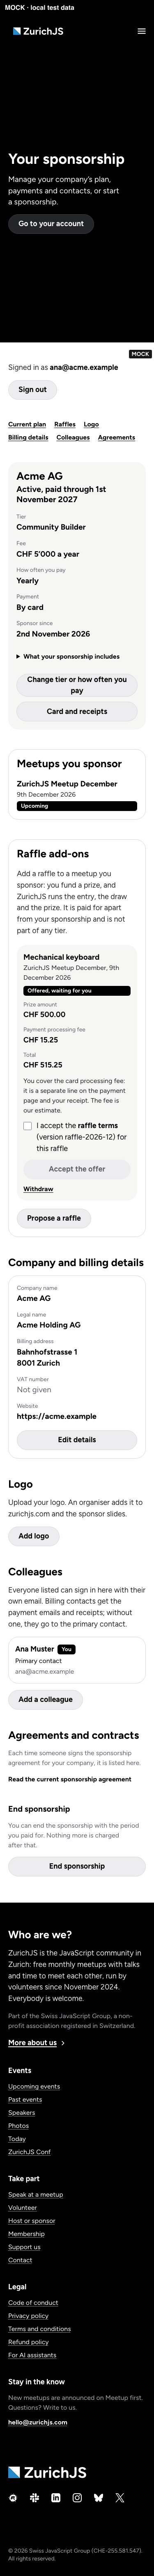 MOCK · local test data
ZurichJS
Your sponsorship
Manage your company's plan,
payments and contacts, or start
a sponsorship.
Go to your account
MOCK
Signed in as ana@acme.example
Sign out
Current plan Raffles Logo
Billing details Colleagues Agreements
Acme AG
Active, paid through 1st
November 2027
Tier
Community Builder
Fee
CHF 5'000 a year
How often you pay
Yearly
Payment
By card
Sponsor since
2nd November 2026
What your sponsorship includes
Change tier or how often you
pay
Card and receipts
Meetups you sponsor
ZurichJS Meetup December
9th December 2026
Upcoming
Raffle add-ons
Add a raffle to a meetup you
sponsor: you fund a prize, and
ZurichJS runs the entry, the draw
and the prize. It is paid for apart
from your sponsorship and is not
part of any tier.
Mechanical keyboard
ZurichJS Meetup December, 9th
December 2026
Offered, waiting for you
Prize amount
CHF 500.00
Payment processing fee
CHF 15.25
Total
CHF 515.25
You cover the card processing fee:
it is a separate line on the payment
page and your receipt. The fee is
our estimate.
I accept the raffle terms
(version raffle-2026-12) for
this raffle
Accept the offer
Withdraw
Propose a raffle
Company and billing details
Company name
Acme AG
Legal name
Acme Holding AG
Billing address
Bahnhofstrasse 1
8001 Zurich
VAT number
Not given
Website
https://acme.example
Edit details
Logo
Upload your logo. An organiser adds it to
zurichjs.com and the sponsor slides.
Add logo
Colleagues
Everyone listed can sign in here with their
own email. Billing contacts get the
payment emails and receipts; without
one, they go to the primary contact.
Ana Muster You
Primary contact
ana@acme.example
Add a colleague
Agreements and contracts
Each time someone signs the sponsorship
agreement for your company, it is listed here.
Read the current sponsorship agreement
End sponsorship
You can end the sponsorship with the period
you paid for. Nothing more is charged
after that.
End sponsorship
Who are we?
ZurichJS is the JavaScript community in
Zurich: free monthly meetups with talks
and time to meet each other, run by
volunteers since November 2024.
Everybody is welcome.
Part of the Swiss JavaScript Group, a non-
profit association registered in Switzerland.
More about us
Events
Upcoming events
Past events
Speakers
Photos
Today
ZurichJS Conf
Take part
Speak at a meetup
Volunteer
Host or sponsor
Membership
Support us
Contact
Legal
Code of conduct
Privacy policy
Terms and conditions
Refund policy
For AI assistants
Stay in the know
New meetups are announced on Meetup first.
Questions? Write to us.
hello@zurichjs.com
ZurichJS
© 2026 Swiss JavaScript Group (CHE-255.581.547).
All rights reserved.